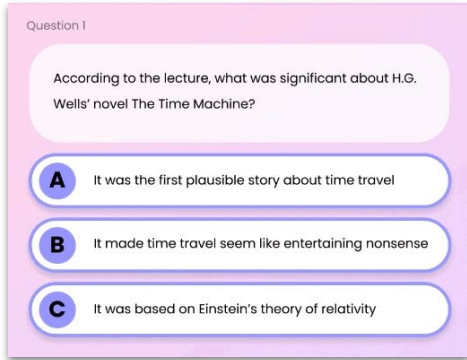 Question 1
According to the lecture, what was significant about H.G.
Wells' novel The Time Machine?
A It was the first plausible story about time travel
B It made time travel seem like entertaining nonsense
C It was based on Einstein's theory of relativity